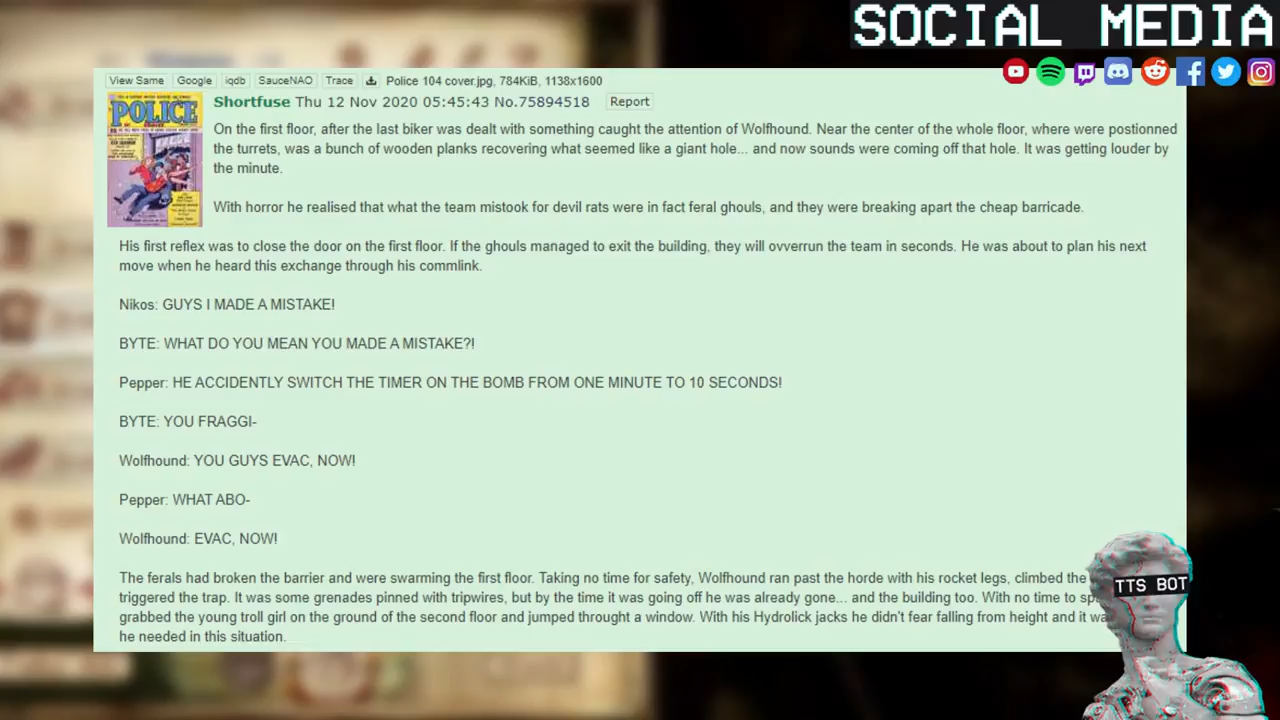 SOCIAL MEDIA
View Same Google iqdb SauceNAO Trace Police 104 cover.jpg, 784KiB, 1138x1600
Shortfuse Thu 12 Nov 2020 05:45:43 No.75894518 Report
POLICE
On the first floor, after the last biker was dealt with something caught the attention of Wolfhound. Near the center of the whole floor, where were postionned
the turrets, was a bunch of wooden planks recovering what seemed like a giant hole... and now sounds were coming off that hole. It was getting louder by
the minute.
With horror he realised that what the team mistook for devil rats were in fact feral ghouls, and they were breaking apart the cheap barricade.
His first reflex was to close the door on the first floor. If the ghouls managed to exit the building, they will ovverrun the team in seconds. He was about to plan his next
move when he heard this exchange through his commlink.
Nikos: GUYS I MADE A MISTAKE!
BYTE: WHAT DO YOU MEAN YOU MADE A MISTAKE?!
Pepper: HE ACCIDENTLY SWITCH THE TIMER ON THE BOMB FROM ONE MINUTE TO 10 SECONDS!
BYTE: YOU FRAGGI-
Wolfhound: YOU GUYS EVAC, NOW!
Pepper: WHAT ABO-
Wolfhound: EVAC, NOW!
The ferals had broken the barrier and were swarming the first floor. Taking no time for safety, Wolfhound ran past the horde with his rocket legs, climbed the
triggered the trap. It was some grenades pinned with tripwires, but by the time it was going off he was already gone... and the building too. With no time to
grabbed the young troll girl on the ground of the second floor and jumped throught a window. With his Hydrolick jacks he didn't fear falling from height and it
he needed in this situation.
TTS BOT